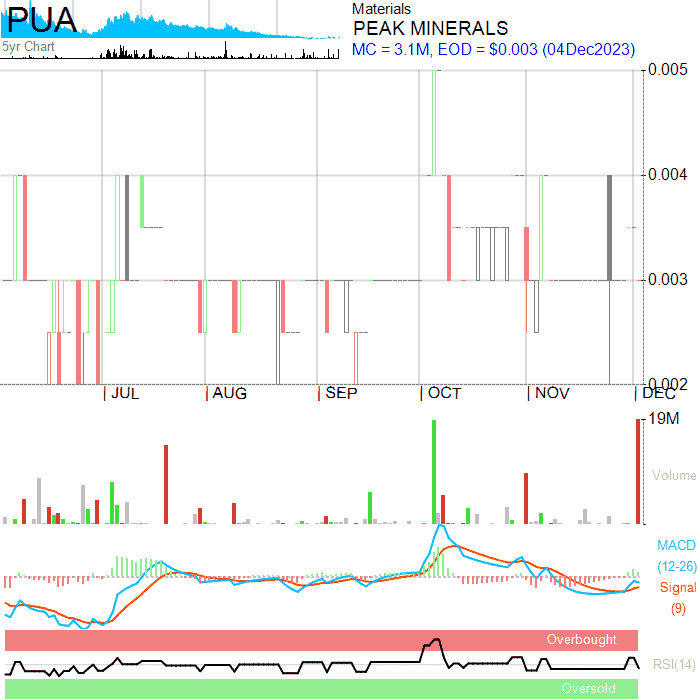 PUA
5yr Chart
Materials
PEAK MINERALS
MC = 3.1M, EOD = $0.003 (04Dec2023)
0.005
0.004
0.003
0.002
JUL AUG SEP OCT NOV DEC
19M
Volume
MACD
(12-26)
Signal
(9)
Overbought
RSI(14)
Oversold